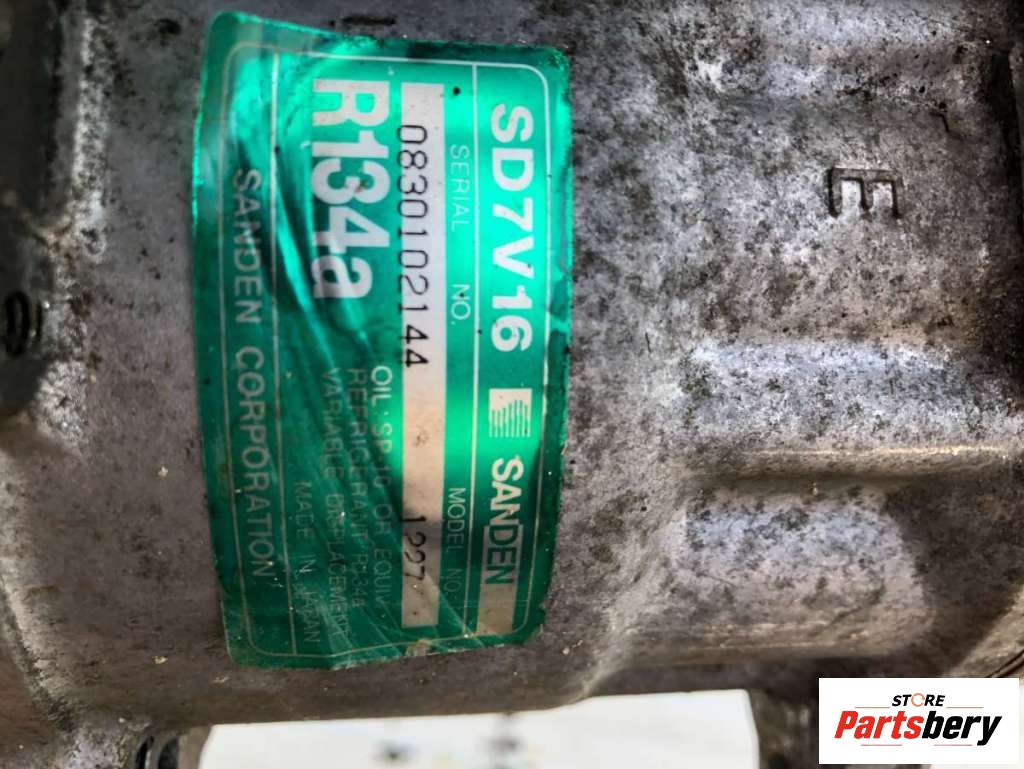 SD7V16 SANDEN
SERIAL NO. MODEL NO.
08301102144 1227
R134a
OIL: SP-10 OR EQUIV.
REFRIGERANT R134A
VARIABLE DISPLACEMENT
SANDEN CORPORATION MADE IN JAPAN
E
STORE
Partsbery